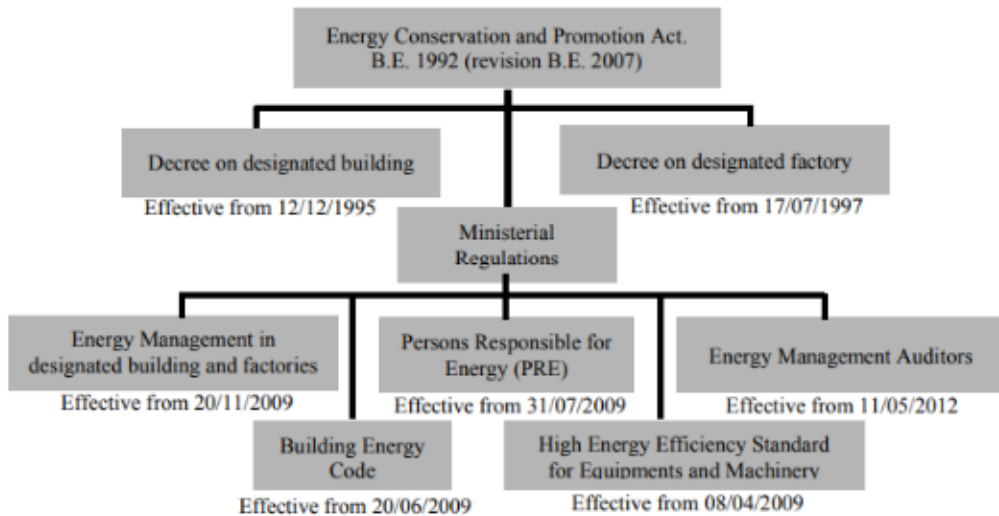 Energy Conservation and Promotion Act.
B.E. 1992 (revision B.E. 2007)
Decree on designated building
Effective from 12/12/1995
Decree on designated factory
Effective from 17/07/1997
Ministerial
Regulations
Energy Management in
designated building and factories
Effective from 20/11/2009
Persons Responsible for
Energy (PRE)
Effective from 31/07/2009
Energy Management Auditors
Effective from 11/05/2012
Building Energy
Code
Effective from 20/06/2009
High Energy Efficiency Standard
for Equipments and Machinery
Effective from 08/04/2009